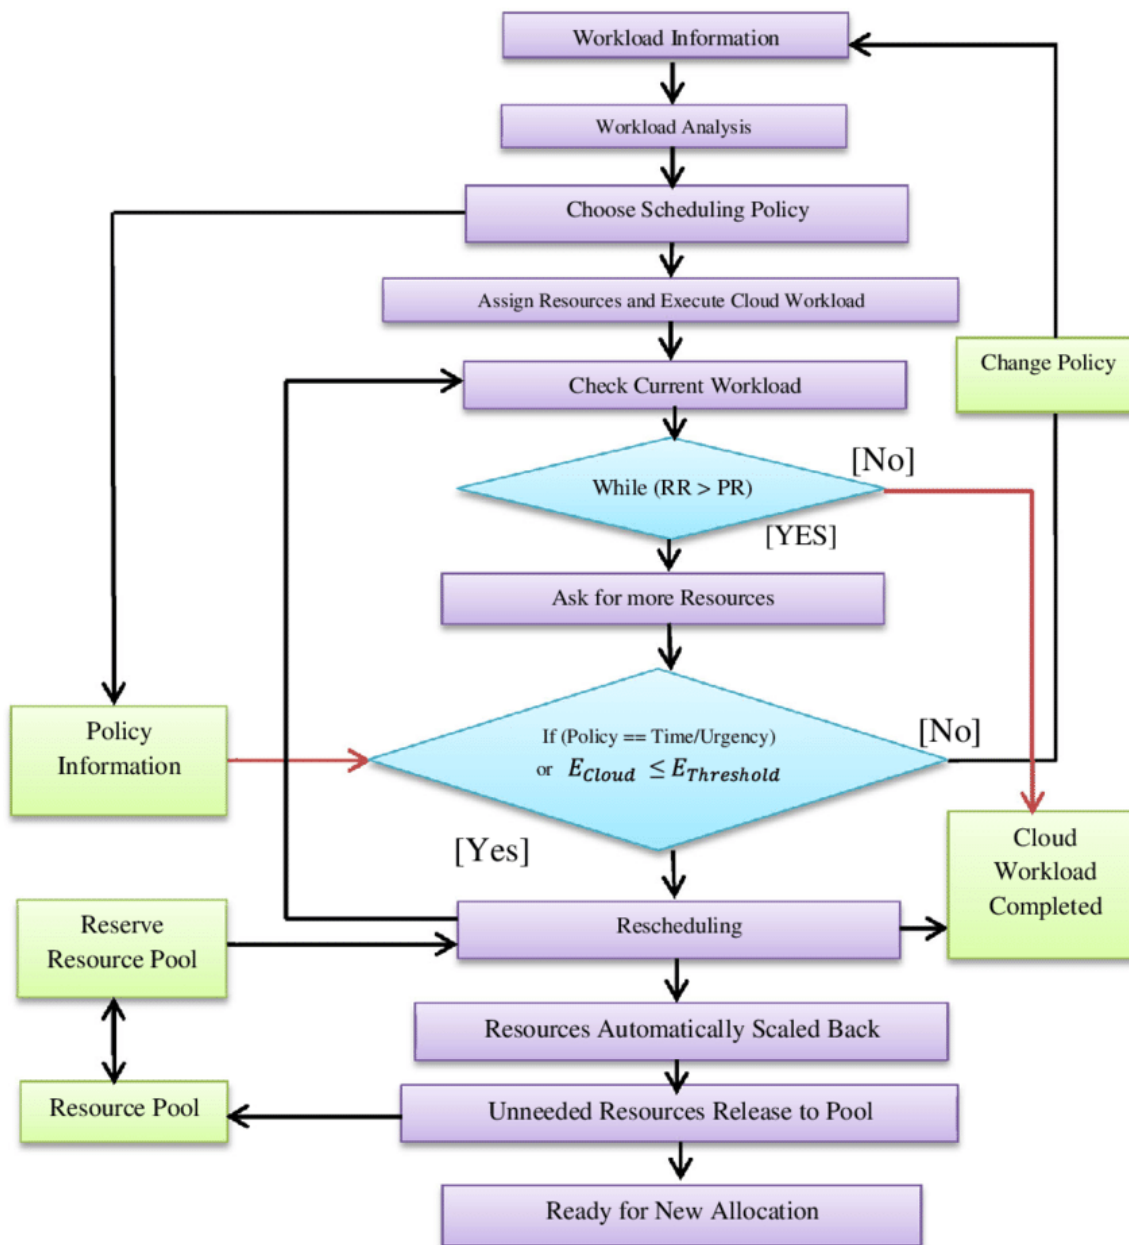 Workload Information
Workload Analysis
Choose Scheduling Policy
Assign Resources and Execute Cloud Workload
Change Policy
Check Current Workload
[No]
While (RR > PR)
[YES]
Ask for more Resources
Policy
Information
If (Policy == Time/Urgency)
or E_Cloud ≤ E_Threshold
[No]
[Yes]
Cloud
Workload
Completed
Reserve
Resource Pool
Rescheduling
Resources Automatically Scaled Back
Resource Pool
Unneeded Resources Release to Pool
Ready for New Allocation